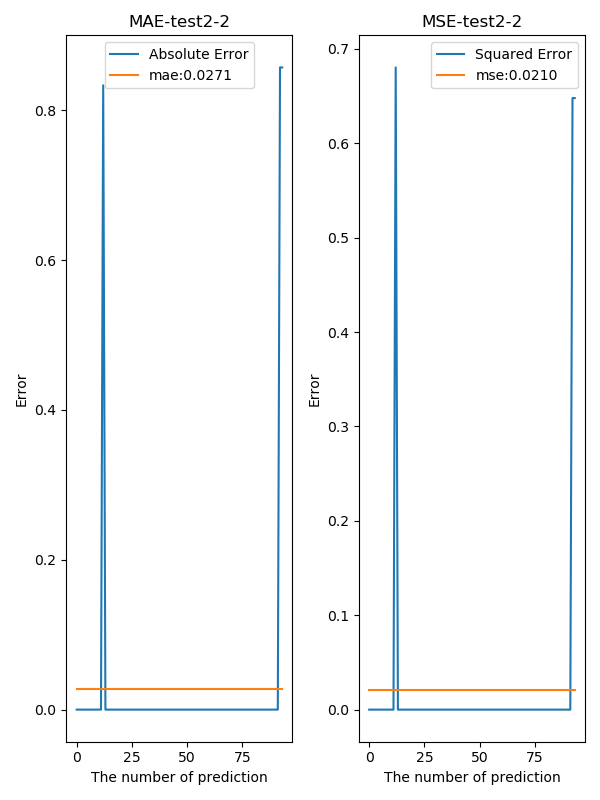 MAE-test2-2
Absolute Error
mae:0.0271
0.8
0.6
0.4
0.2
0.0
Error
0
25
50
75
The number of prediction
MSE-test2-2
Squared Error
mse:0.0210
0.7
0.6
0.5
0.4
0.3
0.2
0.1
0.0
Error
0
25
50
75
The number of prediction